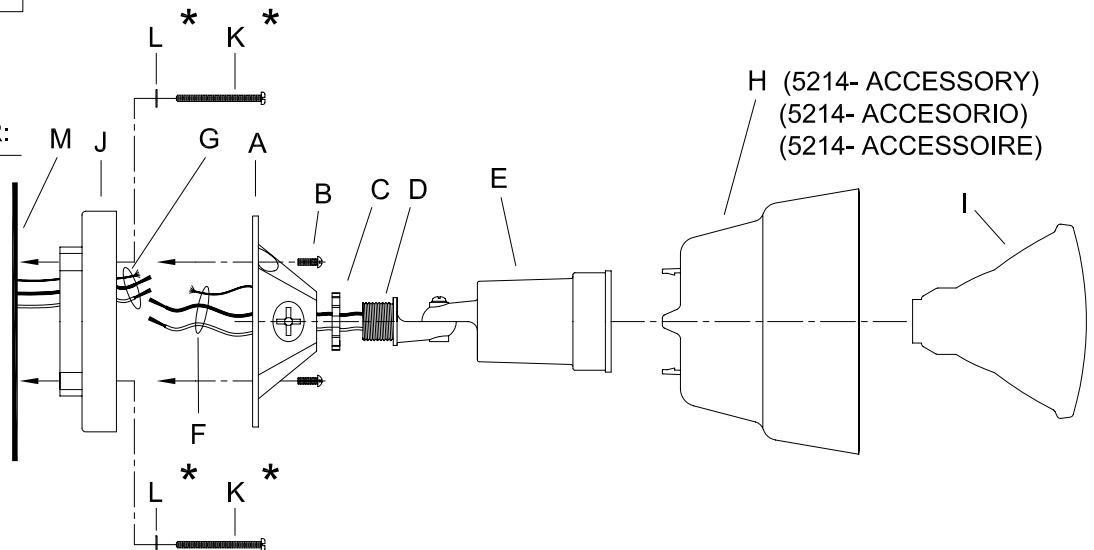 L * K *
H (5214- ACCESSORY)
(5214- ACCESORIO)
(5214- ACCESSOIRE)
R:
M J G A
B C D E I
F
L * K *